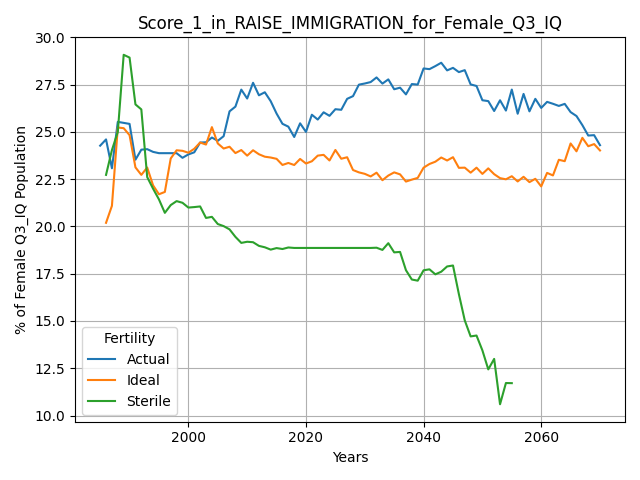 Score_1_in_RAISE_IMMIGRATION_for_Female_Q3_IQ
% of Female Q3_IQ Population
30.0
27.5
25.0
22.5
20.0
17.5
15.0
12.5
10.0
Fertility
Actual
Ideal
Sterile
2000 2020 2040 2060
Years